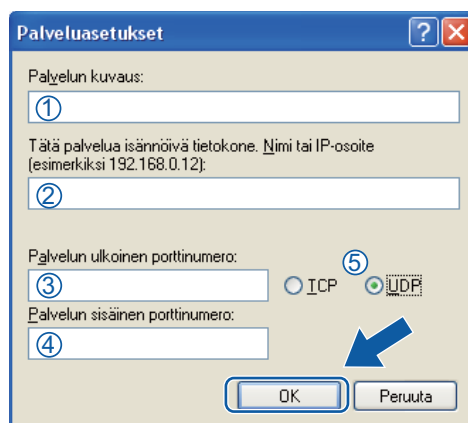 Palveluasetukset
Palvelun kuvaus:
①
Tätä palvelua isännöivä tietokone. Nimi tai IP-osoite
(esimerkiksi 192.168.0.12):
②
Palvelun ulkoinen porttinumero:
⑤
③ TCP UDP
Palvelun sisäinen porttinumero:
④
OK Peruuta